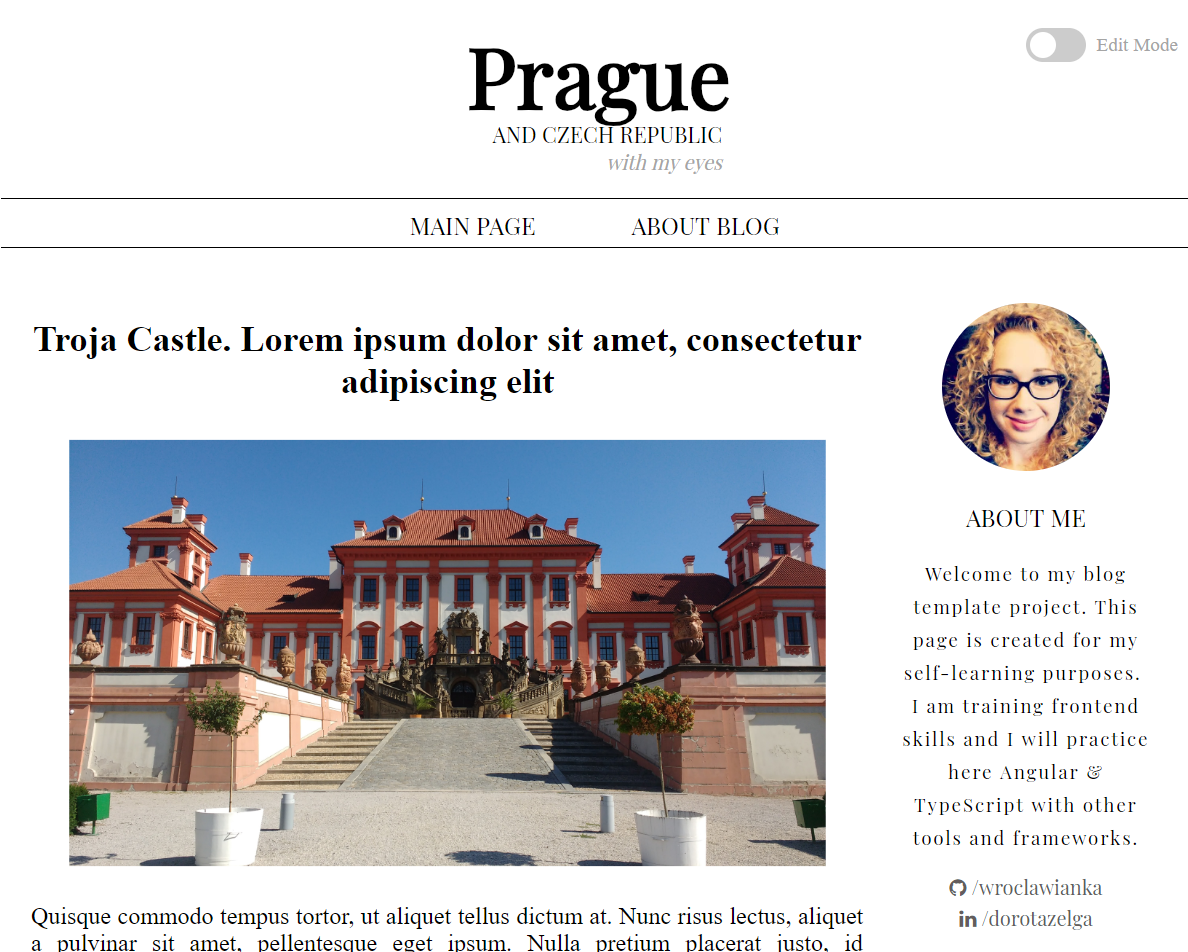 Edit Mode
Prague
AND CZECH REPUBLIC
with my eyes
MAIN PAGE
ABOUT BLOG
Troja Castle. Lorem ipsum dolor sit amet, consectetur
adipiscing elit
Quisque commodo tempus tortor, ut aliquet tellus dictum at. Nunc risus lectus, aliquet
a pulvinar sit amet, pellentesque eget ipsum. Nulla pretium placerat justo, id
ABOUT ME
Welcome to my blog
template project. This
page is created for my
self-learning purposes.
I am training frontend
skills and I will practice
here Angular &
TypeScript with other
tools and frameworks.
/wroclawianka
/dorotazelga